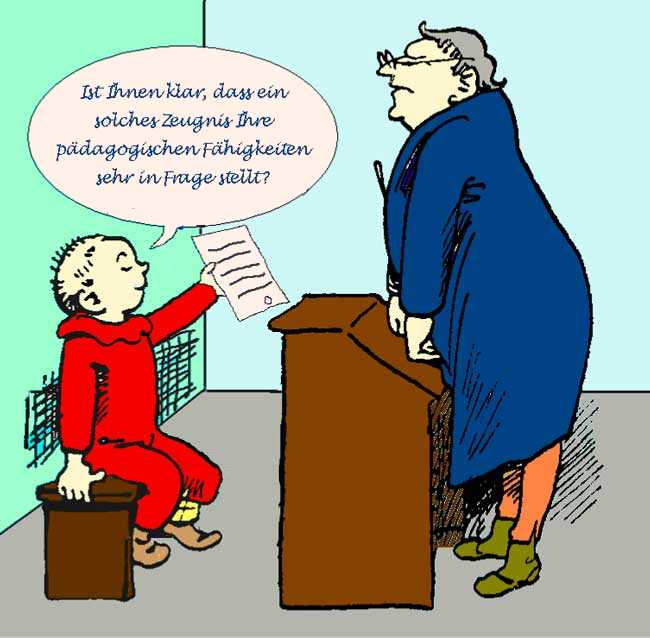 Ist Ihnen klar, dass ein
solches Zeugnis Ihre
pädagogischen Fähigkeiten
sehr in Frage stellt?